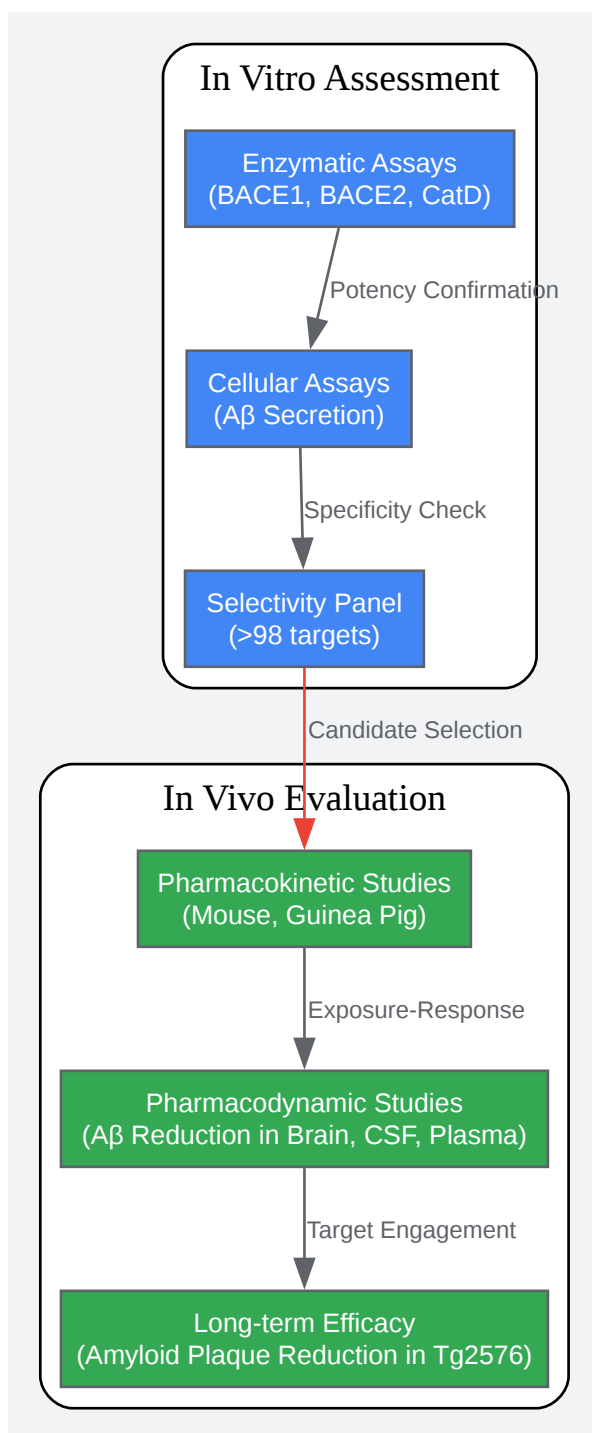 In Vitro Assessment
Enzymatic Assays
(BACE1, BACE2, CatD)
Potency Confirmation
Cellular Assays
(Aβ Secretion)
Specificity Check
Selectivity Panel
(>98 targets)
Candidate Selection
In Vivo Evaluation
Pharmacokinetic Studies
(Mouse, Guinea Pig)
Exposure-Response
Pharmacodynamic Studies
(Aβ Reduction in Brain, CSF, Plasma)
Target Engagement
Long-term Efficacy
(Amyloid Plaque Reduction in Tg2576)